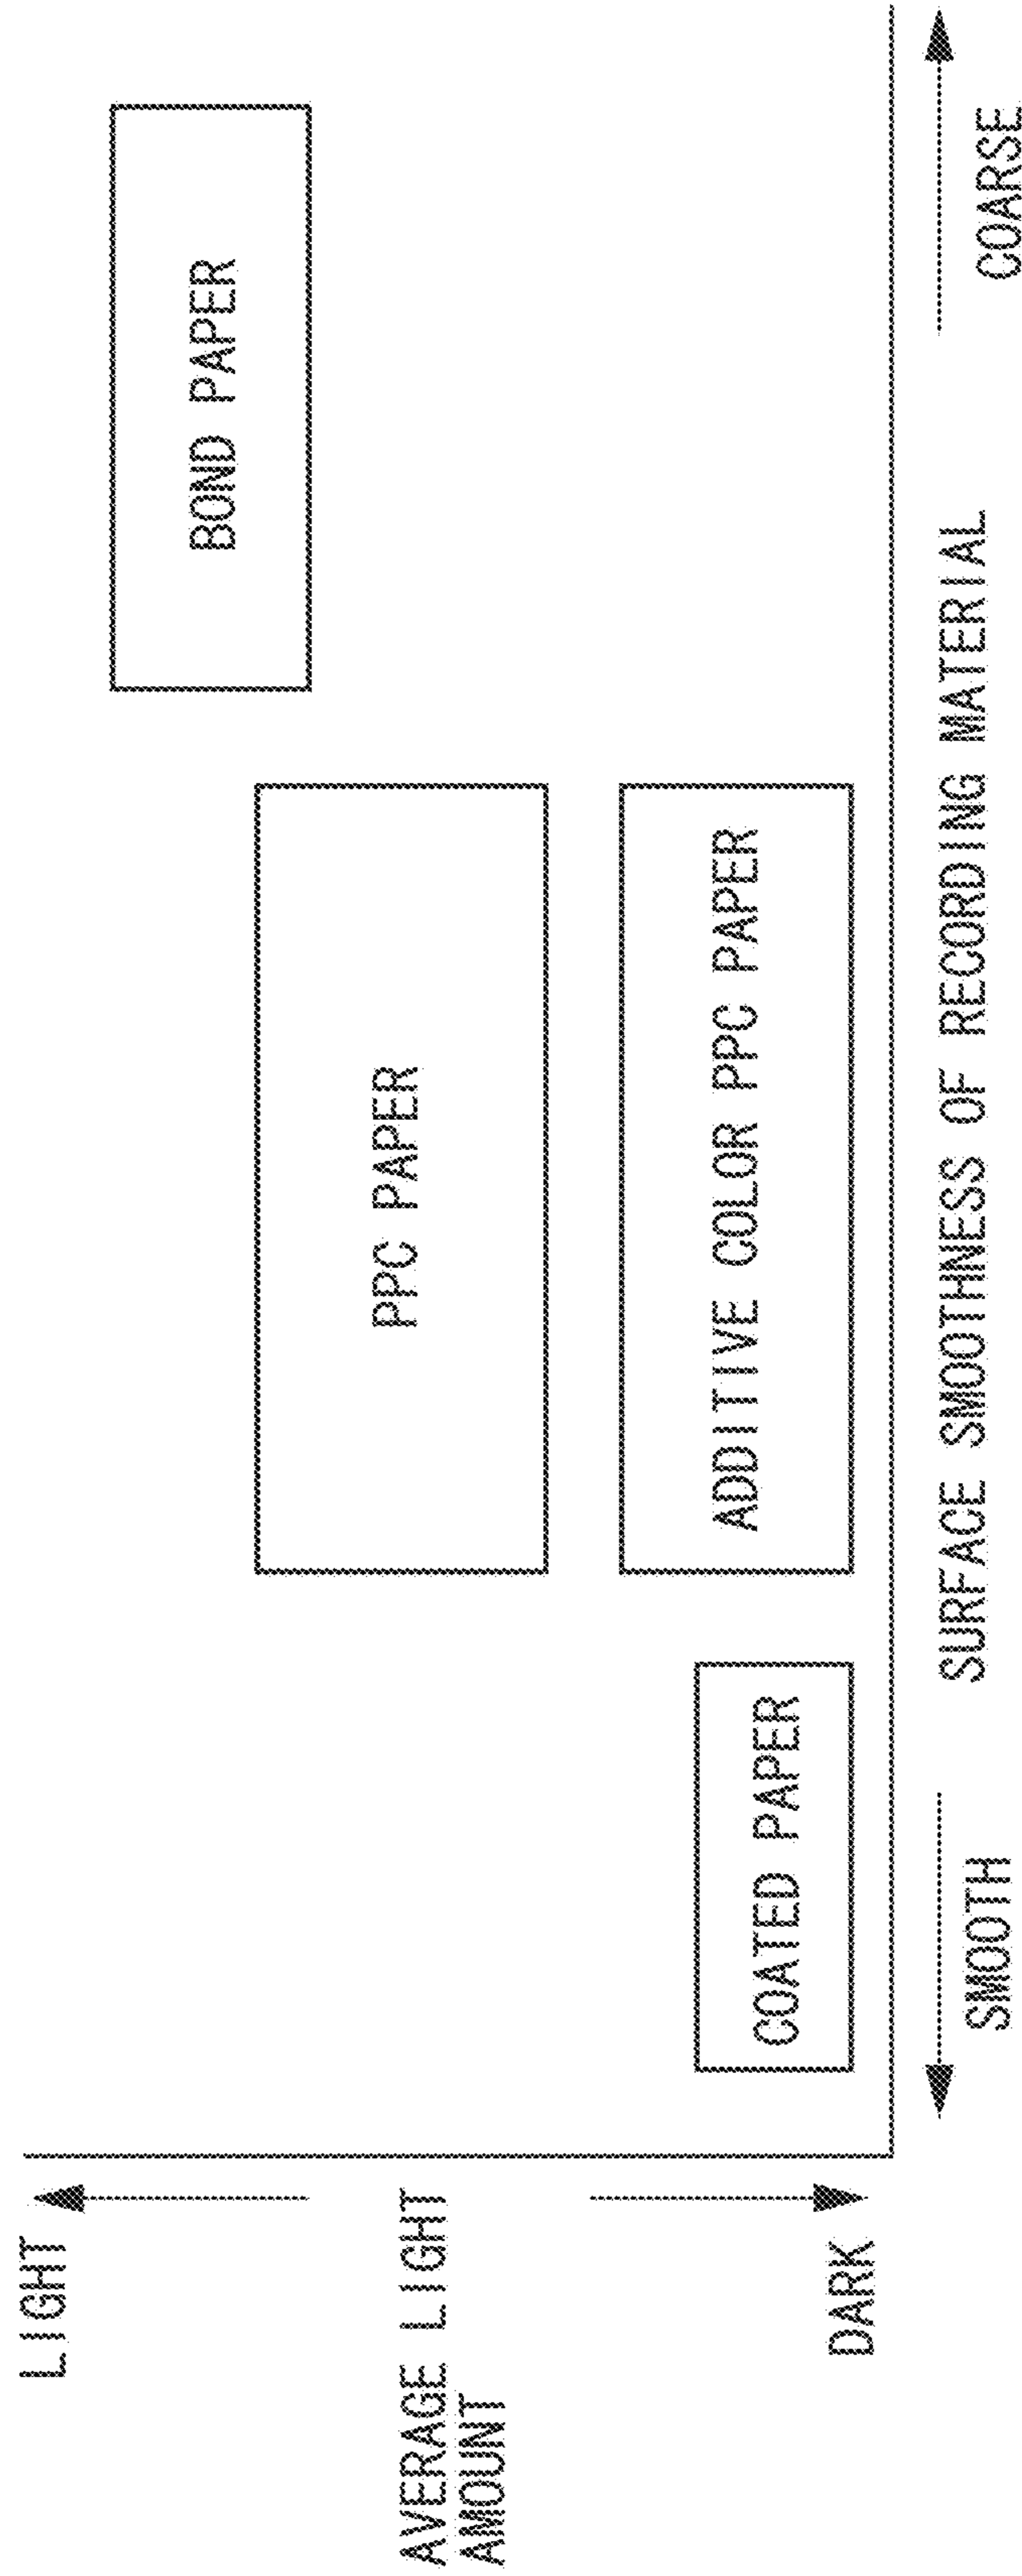 LIGHT
AVERAGE LIGHT
AMOUNT
DARK
BOND PAPER
PPC PAPER
ADDITIVE COLOR PPC PAPER
COATED PAPER
SMOOTH
SURFACE SMOOTHNESS OF RECORDING MATERIAL
COARSE